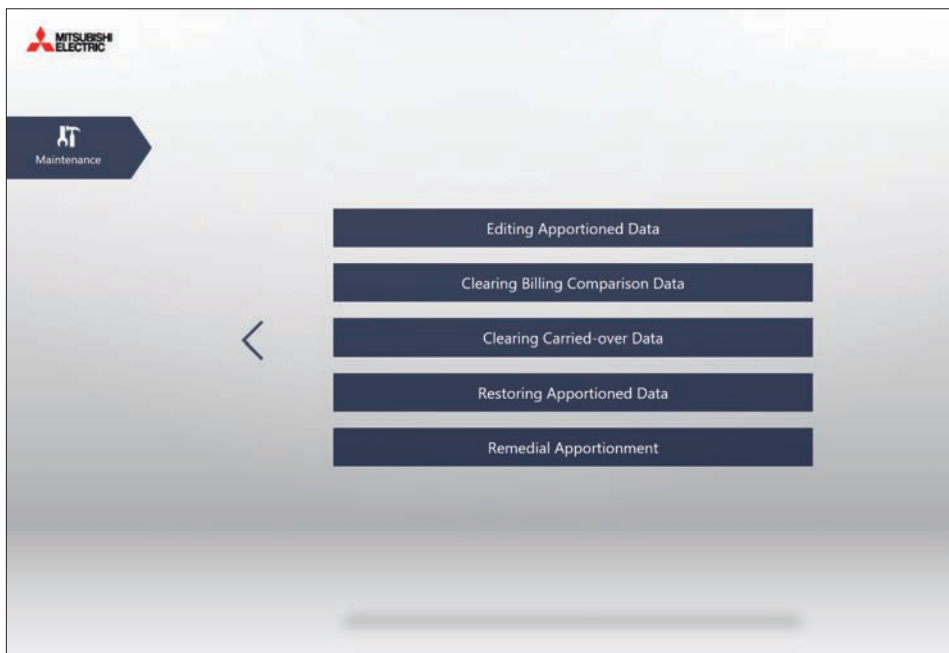 MITSUBISHI
ELECTRIC
Maintenance
Editing Apportioned Data
Clearing Billing Comparison Data
Clearing Carried-over Data
Restoring Apportioned Data
Remedial Apportionment